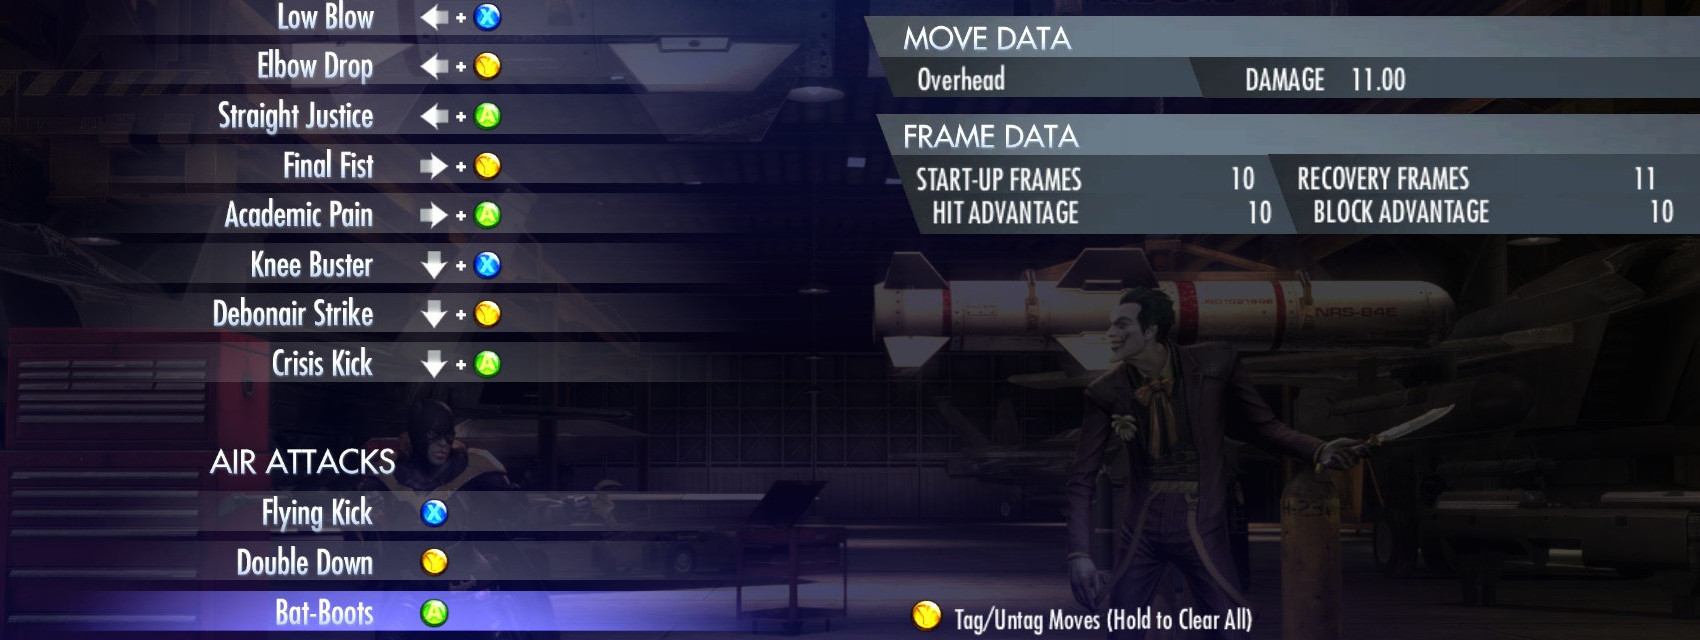 Low Blow + X
Elbow Drop + Y
Straight Justice + A
Final Fist + Y
Academic Pain + A
Knee Buster + X
Debonair Strike + Y
Crisis Kick + A
AIR ATTACKS
Flying Kick X
Double Down Y
Bat-Boots A
MOVE DATA
Overhead DAMAGE 11.00
FRAME DATA
START-UP FRAMES 10 RECOVERY FRAMES 11
HIT ADVANTAGE 10 BLOCK ADVANTAGE 10
NRS-84E
Y Tag/Untag Moves (Hold to Clear All)